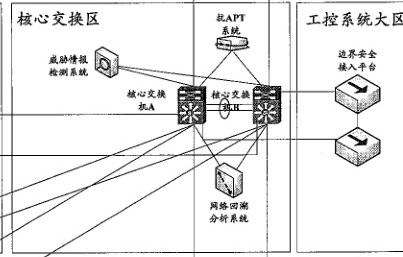 核心交换区
抗APT
系统
工控系统大区
威胁情报
检测系统
边界安全
接入平台
核心交换
机A
核心交换
机B
网络回溯
分析系统